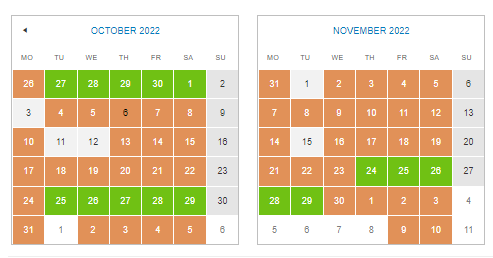 OCTOBER 2022
MO TU WE TH FR SA SU
26 27 28 29 30 1 2
3 4 5 6 7 8 9
10 11 12 13 14 15 16
17 18 19 20 21 22 23
24 25 26 27 28 29 30
31 1 2 3 4 5 6
NOVEMBER 2022
MO TU WE TH FR SA SU
31 1 2 3 4 5 6
7 8 9 10 11 12 13
14 15 16 17 18 19 20
21 22 23 24 25 26 27
28 29 30 1 2 3 4
5 6 7 8 9 10 11